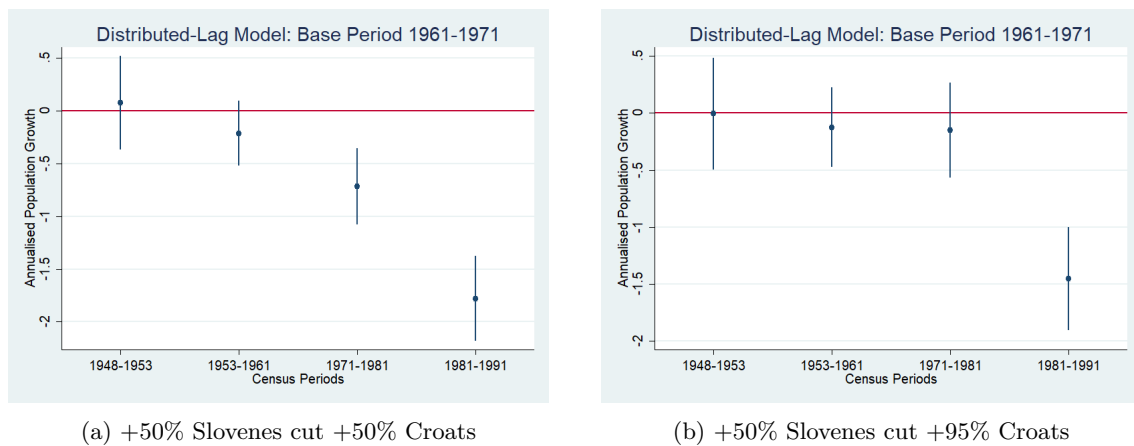 Distributed-Lag Model: Base Period 1961-1971
Annualised Population Growth
.5
0
-.5
-1
-1.5
-2
1948-1953 1953-1961 1971-1981 1981-1991
Census Periods
(a) +50% Slovenes cut +50% Croats
Distributed-Lag Model: Base Period 1961-1971
Annualised Population Growth
.5
0
-.5
-1
-1.5
-2
1948-1953 1953-1961 1971-1981 1981-1991
Census Periods
(b) +50% Slovenes cut +95% Croats